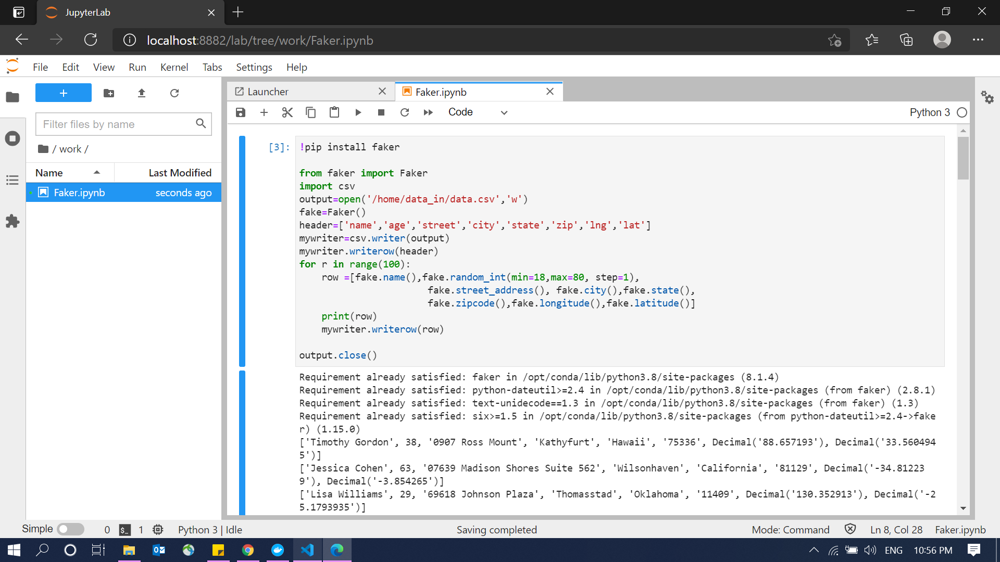 JupyterLab
localhost:8882/lab/tree/work/Faker.ipynb
File Edit View Run Kernel Tabs Settings Help
Launcher
Faker.ipynb
Code
Python 3
Filter files by name
/ work /
Name Last Modified
Faker.ipynb seconds ago
[3]:
!pip install faker
from faker import Faker
import csv
output=open('/home/data_in/data.csv','w')
fake=Faker()
header=['name','age','street','city','state','zip','lng','lat']
mywriter=csv.writer(output)
mywriter.writerow(header)
for r in range(100):
    row =[fake.name(),fake.random_int(min=18,max=80, step=1),
                       fake.street_address(), fake.city(),fake.state(),
                       fake.zipcode(),fake.longitude(),fake.latitude()]
    print(row)
    mywriter.writerow(row)
output.close()
Requirement already satisfied: faker in /opt/conda/lib/python3.8/site-packages (8.1.4)
Requirement already satisfied: python-dateutil>=2.4 in /opt/conda/lib/python3.8/site-packages (from faker) (2.8.1)
Requirement already satisfied: text-unidecode==1.3 in /opt/conda/lib/python3.8/site-packages (from faker) (1.3)
Requirement already satisfied: six>=1.5 in /opt/conda/lib/python3.8/site-packages (from python-dateutil>=2.4->fake
r) (1.15.0)
['Timothy Gordon', 38, '0907 Ross Mount', 'Kathyfurt', 'Hawaii', '75336', Decimal('88.657193'), Decimal('33.560494
5')]
['Jessica Cohen', 63, '07639 Madison Shores Suite 562', 'Wilsonhaven', 'California', '81129', Decimal('-34.81223
9'), Decimal('-3.854265')]
['Lisa Williams', 29, '69618 Johnson Plaza', 'Thomasstad', 'Oklahoma', '11409', Decimal('130.352913'), Decimal('-2
5.1793935')]
Simple 0 $_ 1 Python 3 | Idle Saving completed Mode: Command Ln 8, Col 28 Faker.ipynb
ENG 10:56 PM